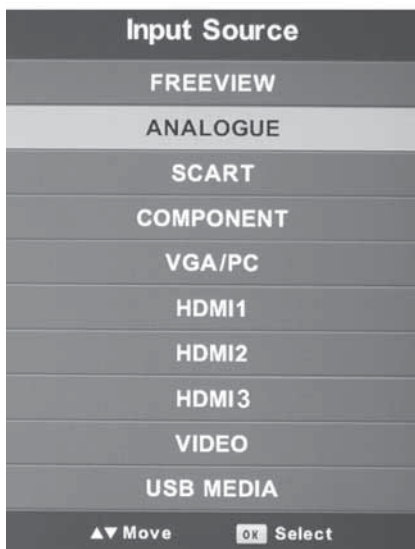 Input Source
FREEVIEW
ANALOGUE
SCART
COMPONENT
VGA/PC
HDMI1
HDMI2
HDMI3
VIDEO
USB MEDIA
▲▼ Move OK Select